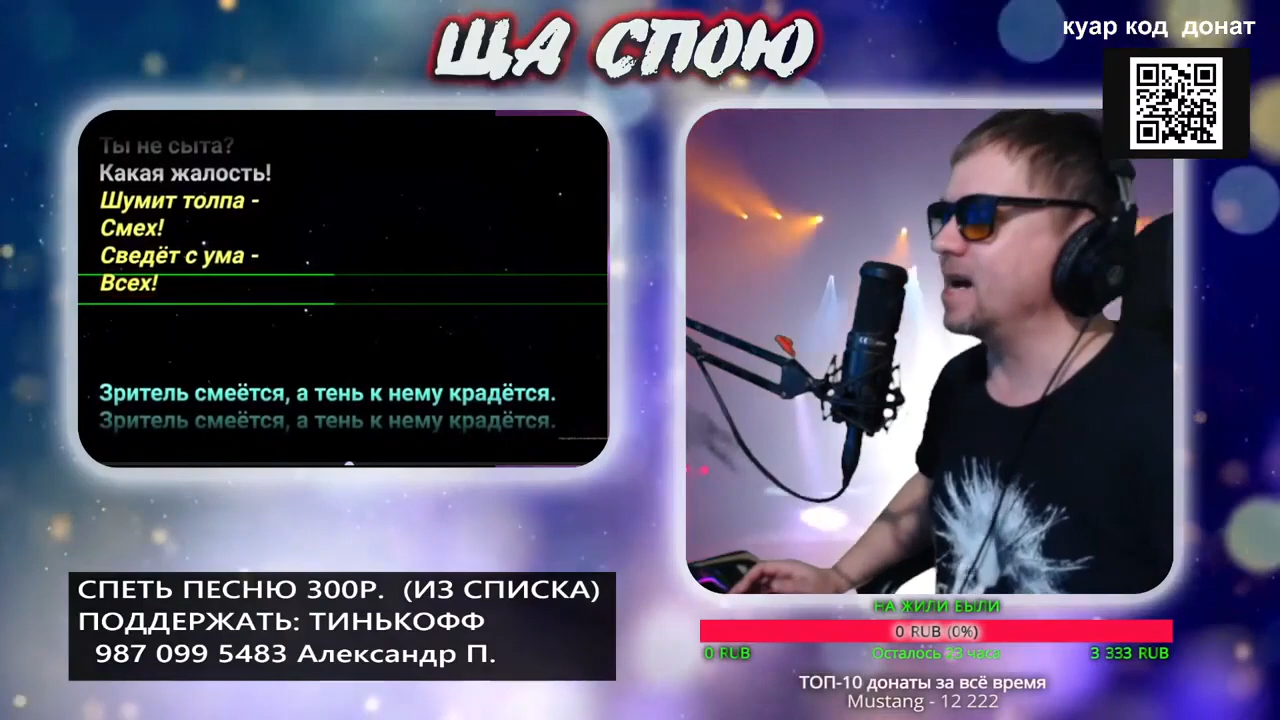 ЩА СПОЮ
куар код  донат
Ты не сыта?
Какая жалость!
Шумит толпа -
Смех!
Сведёт с ума -
Всех!
Зритель смеётся, а тень к нему крадётся.
Зритель смеётся, а тень к нему крадётся.
СПЕТЬ ПЕСНЮ 300Р.  (ИЗ СПИСКА)
ПОДДЕРЖАТЬ: ТИНЬКОФФ
987 099 5483 Александр П.
НА ЖИЛИ БЫЛИ
0 RUB (0%)
0 RUB
Осталось 23 часа
3 333 RUB
ТОП-10 донаты за всё время
Mustang - 12 222